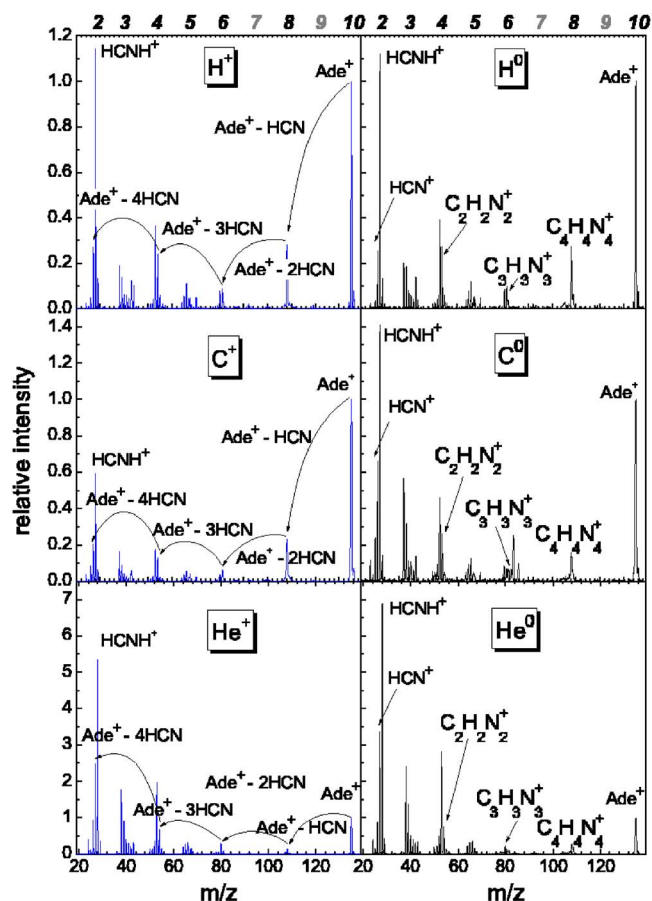 2 3 4 5 6 7 8 9 10 2 3 4 5 6 7 8 9 10
relative intensity
1.2
1.0
0.8
0.6
0.4
0.2
0.0
HCNH⁺
H⁺
Ade⁺
Ade⁺ - HCN
Ade⁺ - 4HCN
Ade⁺ - 3HCN
Ade⁺ - 2HCN
HCNH⁺
H⁰
Ade⁺
HCN⁺
C₂H₂N₂⁺
C₃H₃N₃⁺
C₄H₄N₄⁺
1.4
1.2
1.0
0.8
0.6
0.4
0.2
0.0
C⁺
Ade⁺
Ade⁺ - HCN
HCNH⁺
Ade⁺ - 4HCN
Ade⁺ - 3HCN
Ade⁺ - 2HCN
HCNH⁺
C⁰
Ade⁺
HCN⁺
C₂H₂N₂⁺
C₃H₃N₃⁺
C₄H₄N₄⁺
7
6
5
4
3
2
1
0
HCNH⁺
He⁺
Ade⁺ - 4HCN
Ade⁺ - 2HCN
Ade⁺
Ade⁺ - 3HCN
Ade⁺ - HCN
HCNH⁺
He⁰
HCN⁺
C₂H₂N₂⁺
C₃H₃N₃⁺
Ade⁺
C₄H₄N₄⁺
20 40 60 80 100 120 20 40 60 80 100 120
m/z m/z